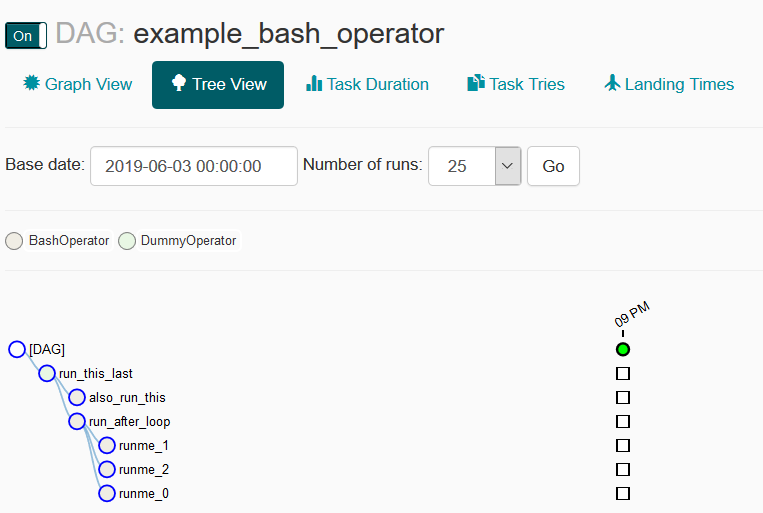 On DAG: example_bash_operator
Graph View Tree View Task Duration Task Tries Landing Times
Base date: 2019-06-03 00:00:00 Number of runs: 25 Go
BashOperator DummyOperator
09 PM
[DAG]
run_this_last
also_run_this
run_after_loop
runme_1
runme_2
runme_0